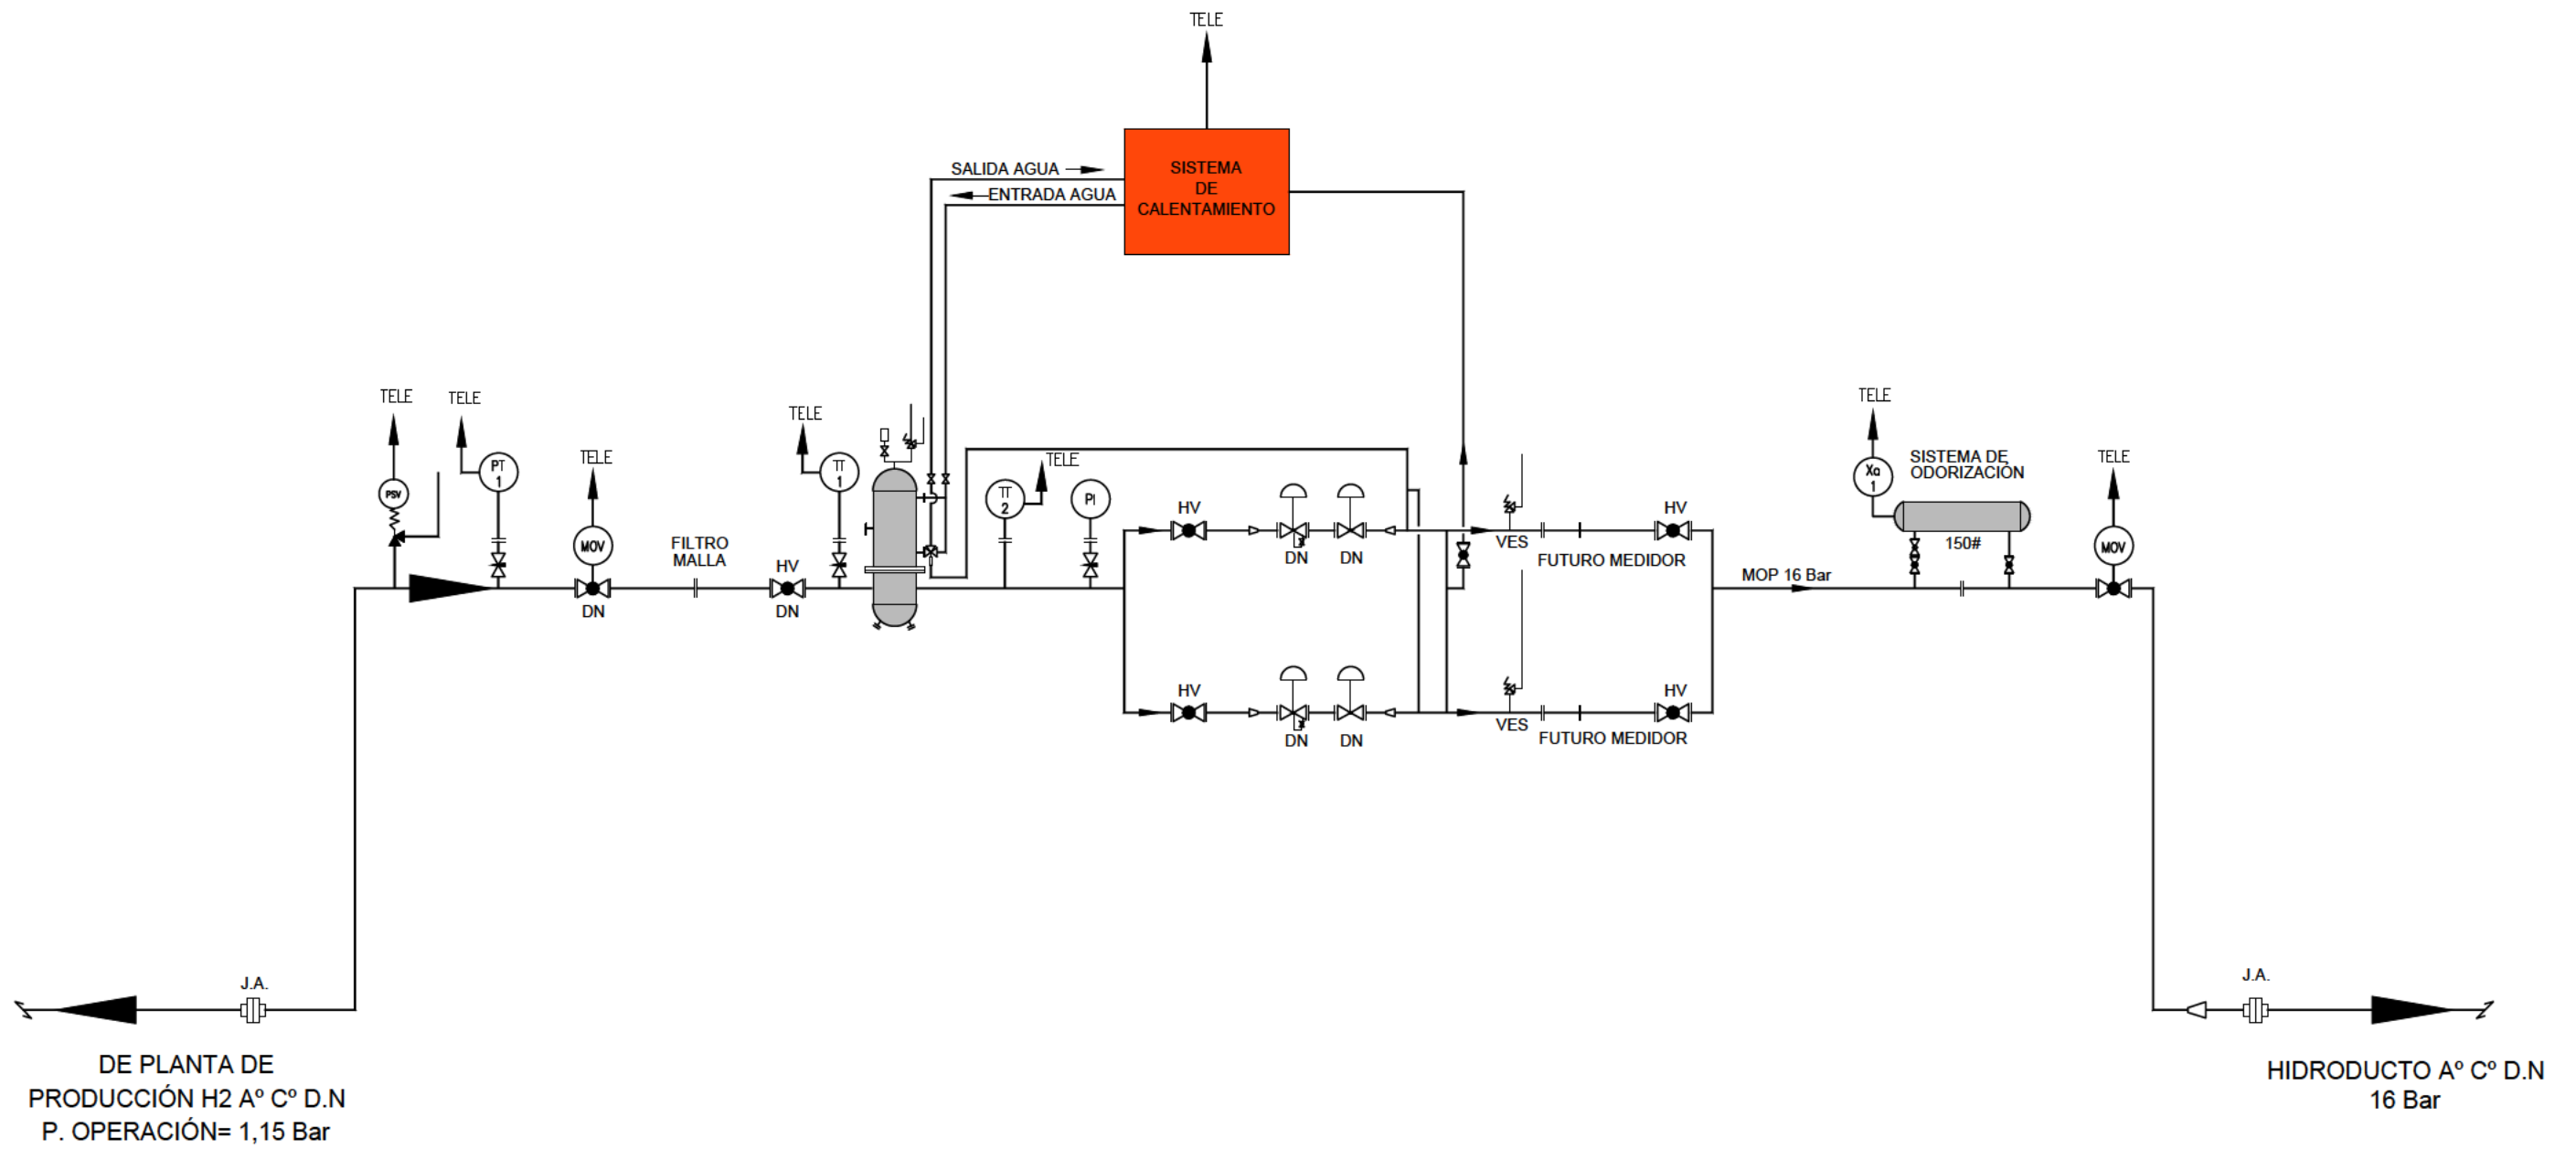 TELE
SALIDA AGUA
ENTRADA AGUA
SISTEMA
DE
CALENTAMIENTO
TELE
PSV
TELE
PT
1
TELE
MOV
DN
FILTRO
MALLA
HV
DN
TELE
TT
1
TT
2
TELE
PI
HV
DN
DN
VES
FUTURO MEDIDOR
HV
HV
DN
DN
VES
FUTURO MEDIDOR
HV
MOP 16 Bar
TELE
Xa
1
SISTEMA DE
ODORIZACIÓN
150#
TELE
MOV
J.A.
DE PLANTA DE
PRODUCCIÓN H2 Aº Cº D.N
P. OPERACIÓN= 1,15 Bar
J.A.
HIDRODUCTO Aº Cº D.N
16 Bar